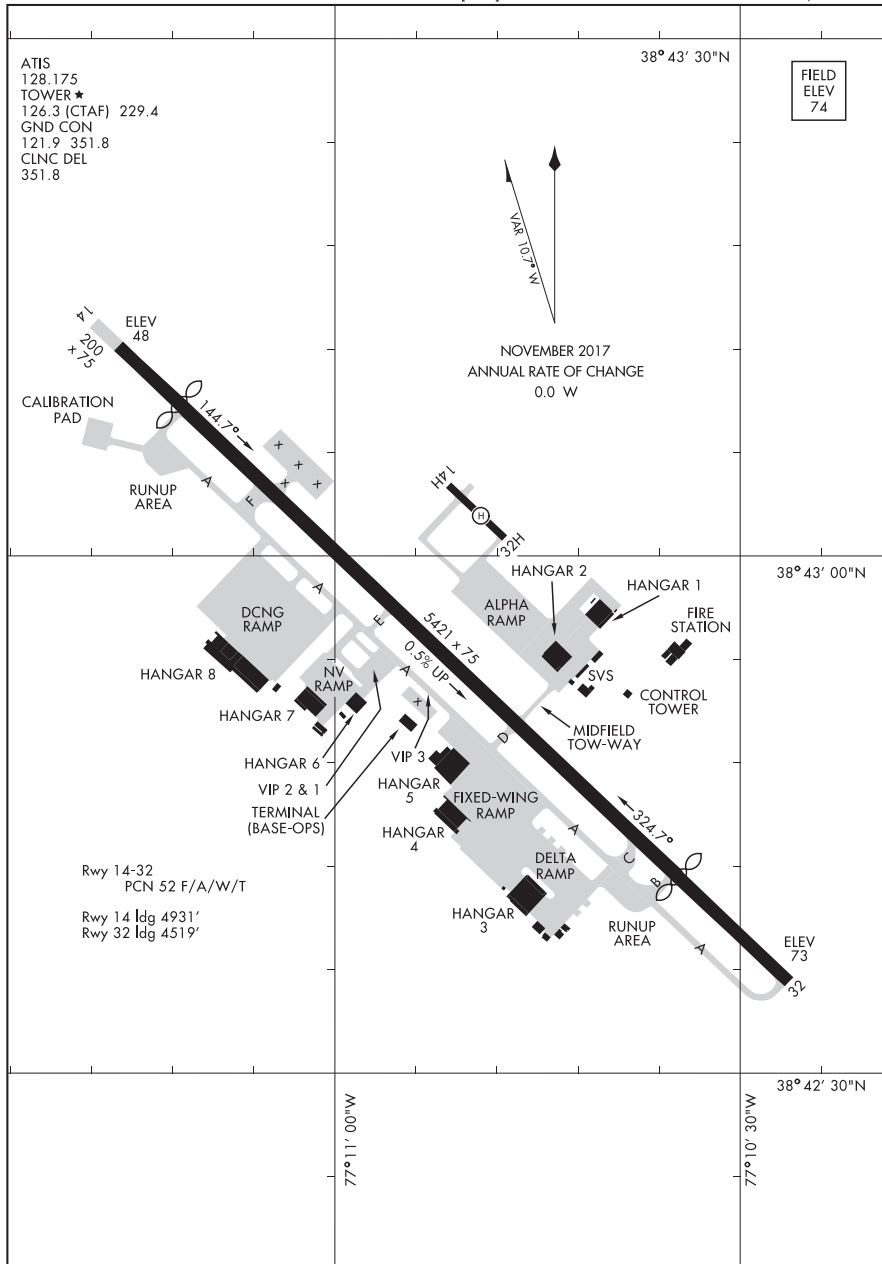 38° 43' 30"N
ATIS
128.175
TOWER ★
126.3 (CTAF) 229.4
GND CON
121.9 351.8
CLNC DEL
351.8
FIELD
ELEV
74
VAR 10.7° W
NOVEMBER 2017
ANNUAL RATE OF CHANGE
0.0 W
14
200
x 75
ELEV
48
CALIBRATION
PAD
144.7°
x
x
x
x
A
F
RUNUP
AREA
14H
H
32H
38° 43' 00"N
HANGAR 2
HANGAR 1
ALPHA
RAMP
FIRE
STATION
A
DCNG
RAMP
E
5421 x 75
0.5% UP
A
SVS
CONTROL
TOWER
HANGAR 8
NV
RAMP
x
HANGAR 7
D
MIDFIELD
TOW-WAY
HANGAR 6
VIP 3
VIP 2 & 1
HANGAR
5
TERMINAL
(BASE-OPS)
FIXED-WING
RAMP
HANGAR
4
A
324.7°
C
B
DELTA
RAMP
Rwy 14-32
PCN 52 F/A/W/T
Rwy 14 ldg 4931'
Rwy 32 ldg 4519'
HANGAR
3
RUNUP
AREA
A
ELEV
73
32
38° 42' 30"N
77° 11' 00"W
77° 10' 30"W